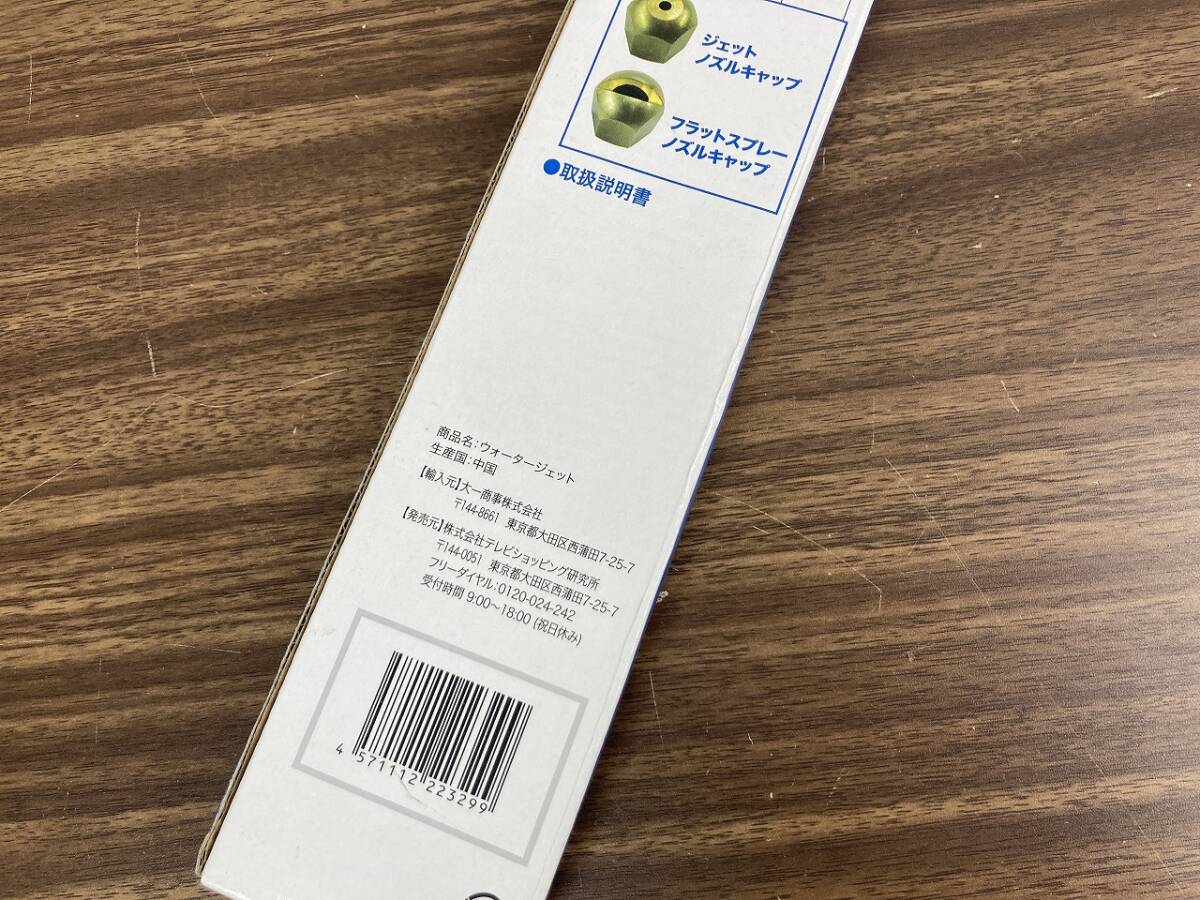 ジェット
ノズルキャップ
フラットスプレー
ノズルキャップ
●取扱説明書
商品名：ウォータージェット
生産国：中国
【輸入元】大一商事株式会社
〒144-8661 東京都大田区西蒲田7-25-7
【発売元】株式会社テレビショッピング研究所
〒144-0051 東京都大田区西蒲田7-25-7
フリーダイヤル：0120-024-242
受付時間 9:00～18:00 (祝日休み)
4 571112 223299